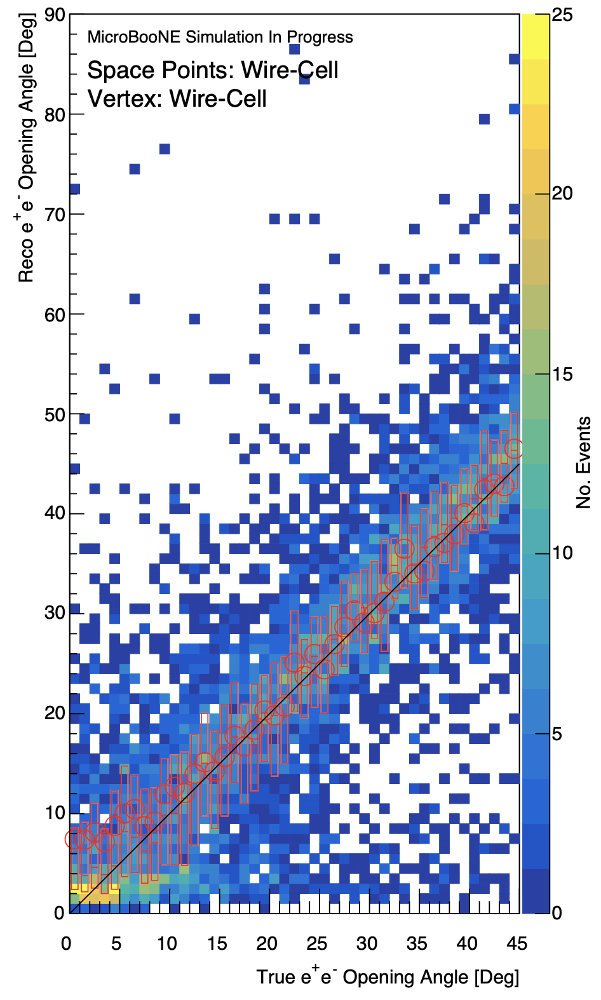 MicroBooNE Simulation In Progress
Space Points: Wire-Cell
Vertex: Wire-Cell
Reco e+e- Opening Angle [Deg]
90
80
70
60
50
40
30
20
10
0
0 5 10 15 20 25 30 35 40 45
True e+e- Opening Angle [Deg]
25
20
15
10
5
0
No. Events